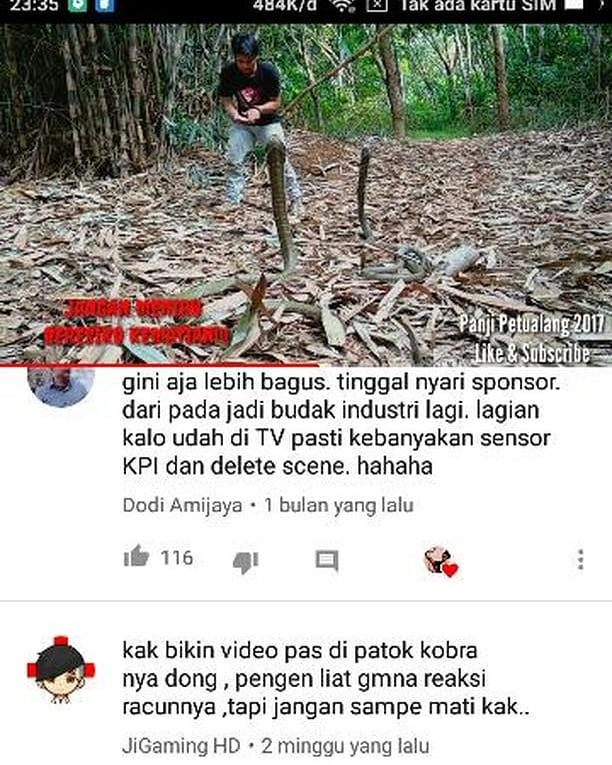 23:35 484K/d Tak ada kartu SIM
JANGAN MENIRU
BERESIKO KEMATIAN!!
Panji Petualang 2017
Like & Subscribe
gini aja lebih bagus. tinggal nyari sponsor.
dari pada jadi budak industri lagi. lagian
kalo udah di TV pasti kebanyakan sensor
KPI dan delete scene. hahaha
Dodi Amijaya • 1 bulan yang lalu
116
kak bikin video pas di patok kobra
nya dong , pengen liat gmna reaksi
racunnya ,tapi jangan sampe mati kak..
JiGaming HD • 2 minggu yang lalu